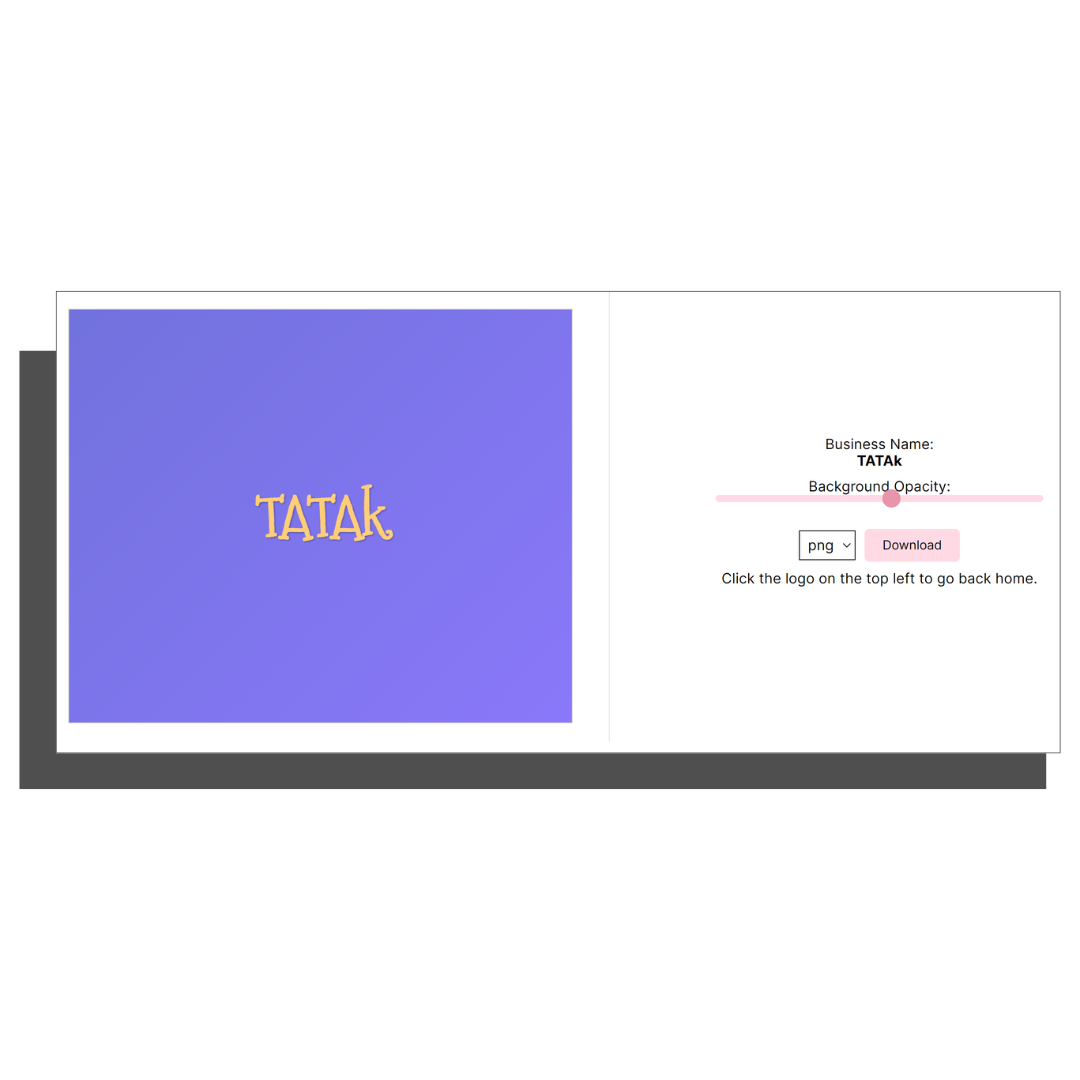 TATAk
Business Name:
TATAk
Background Opacity:
png
Download
Click the logo on the top left to go back home.